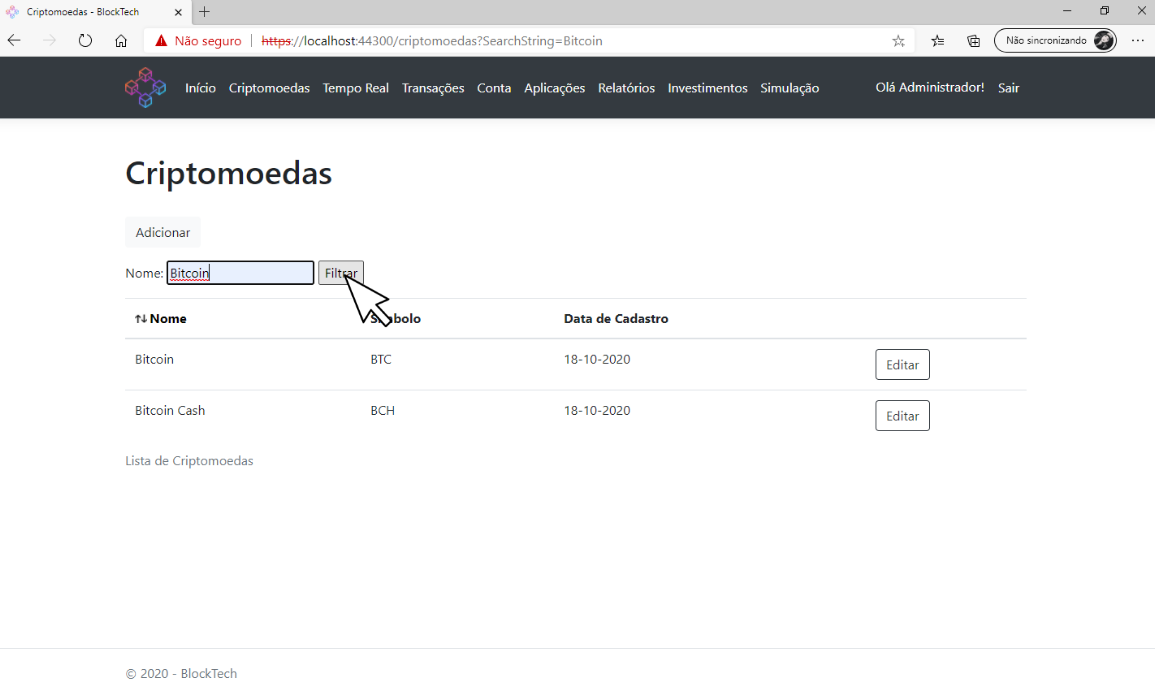 Criptomoedas - BlockTech
Não seguro https://localhost:44300/criptomoedas?SearchString=Bitcoin Não sincronizando
Início Criptomoedas Tempo Real Transações Conta Aplicações Relatórios Investimentos Simulação Olá Administrador! Sair
Criptomoedas
Adicionar
Nome: Bitcoin Filtrar
Nome Símbolo Data de Cadastro
Bitcoin BTC 18-10-2020 Editar
Bitcoin Cash BCH 18-10-2020 Editar
Lista de Criptomoedas
© 2020 - BlockTech